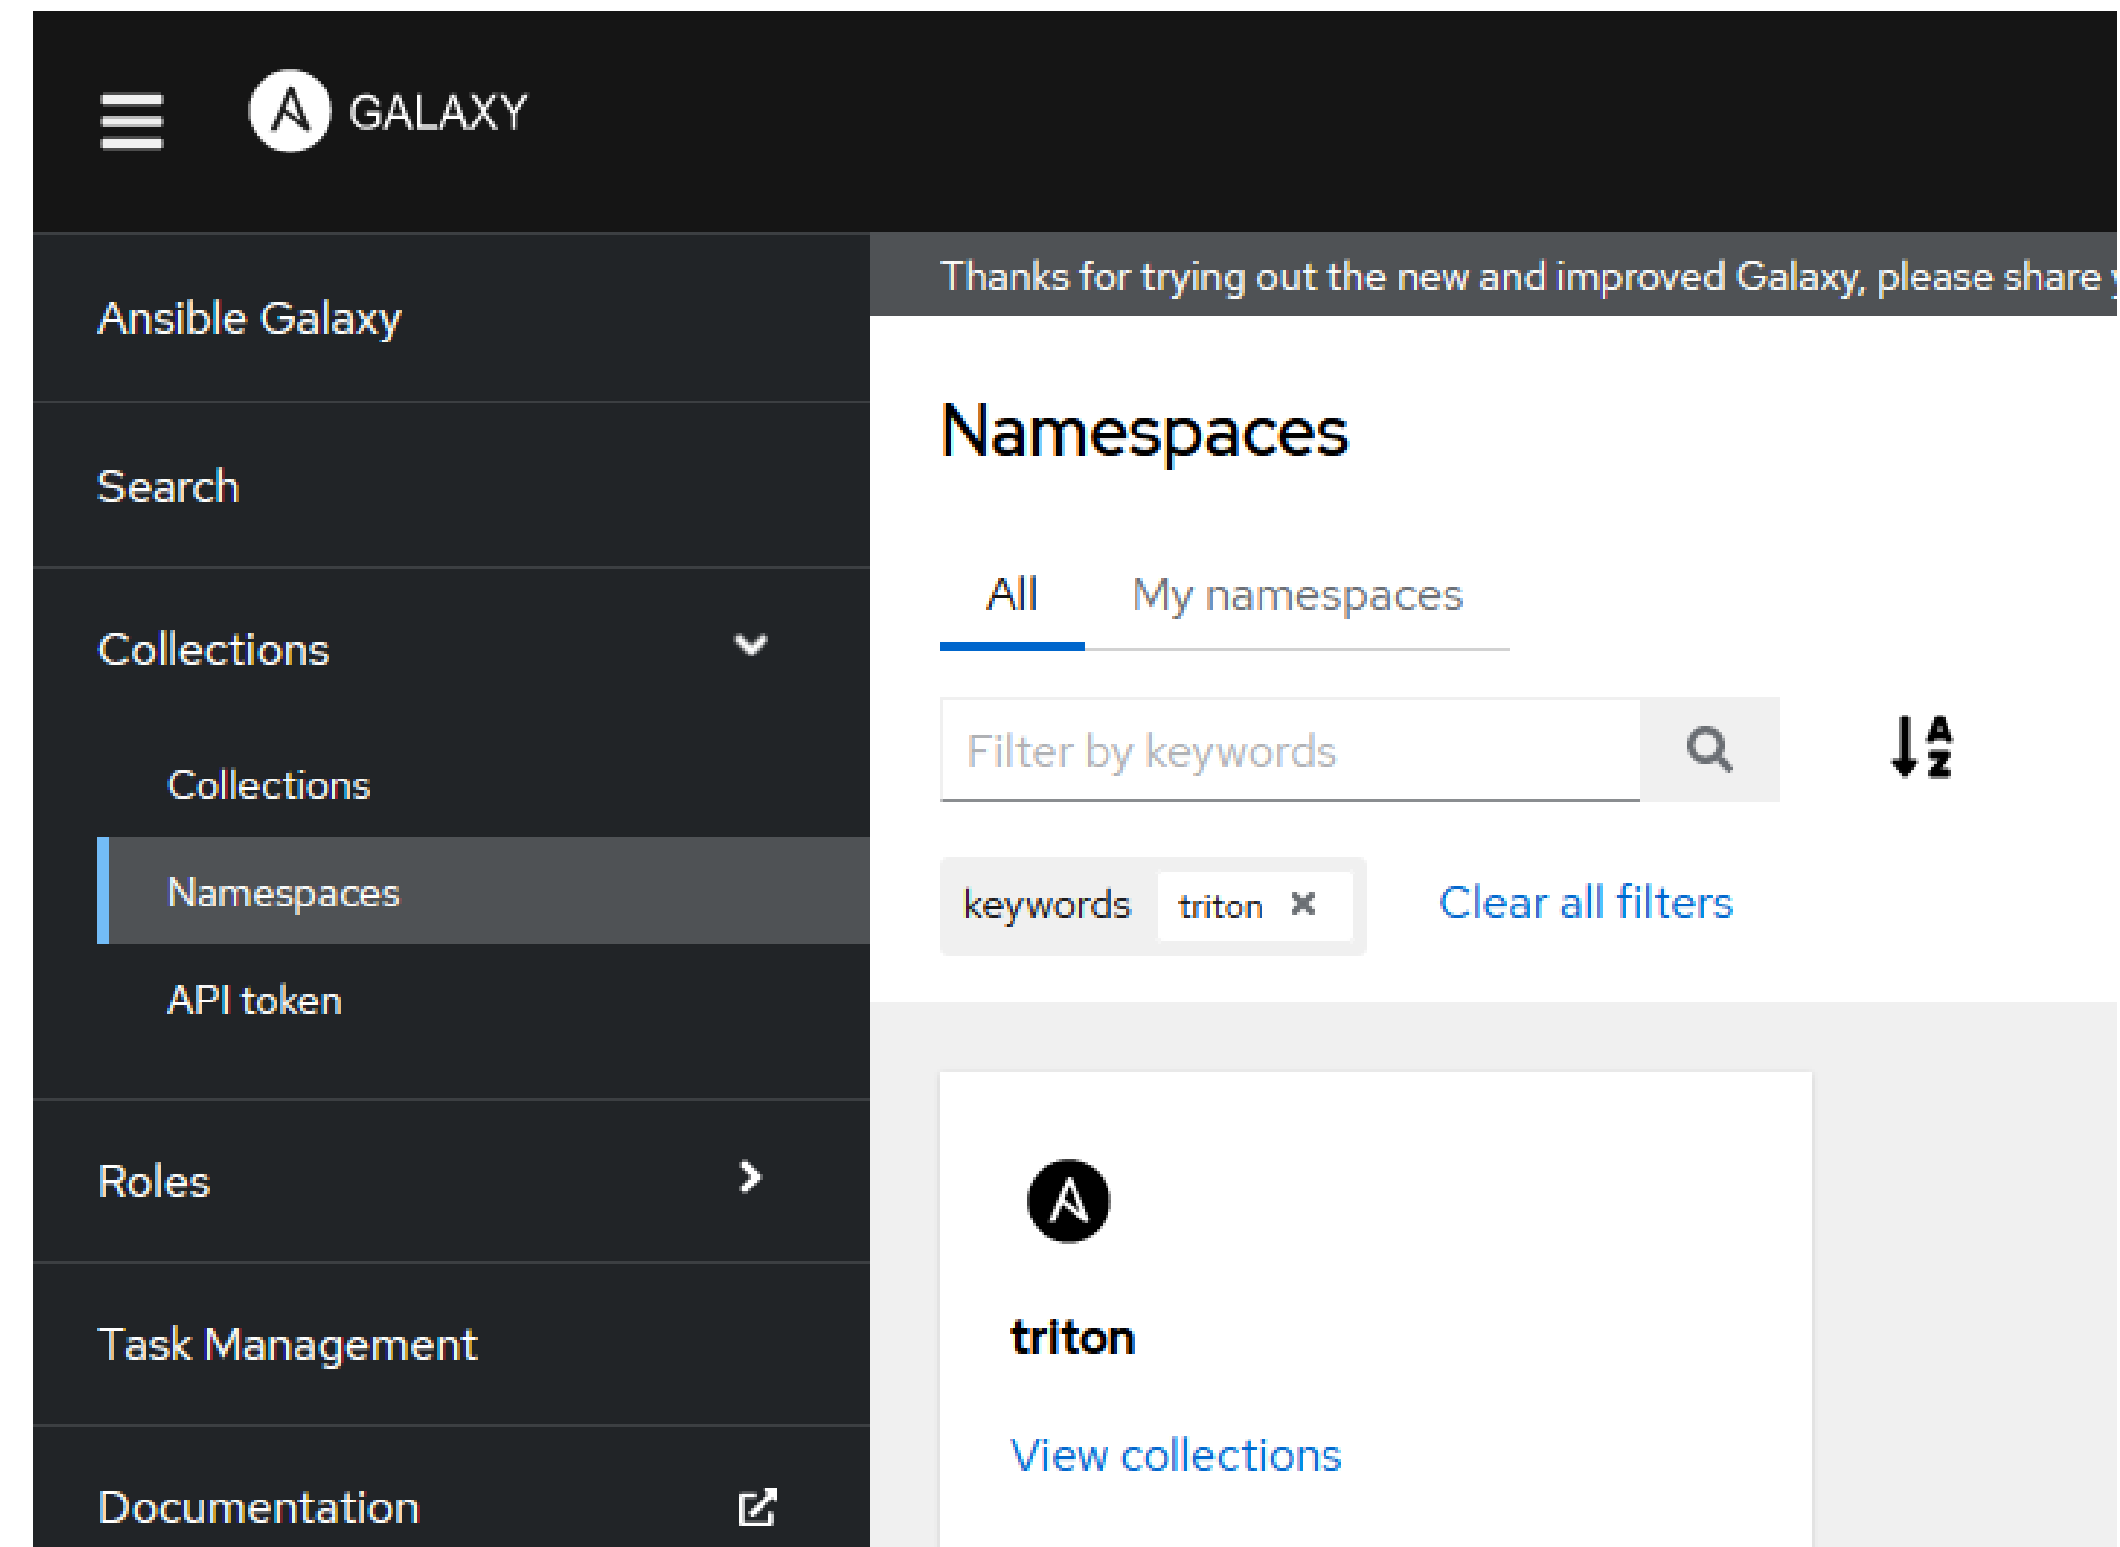 GALAXY
Ansible Galaxy
Search
Collections
Collections
Namespaces
API token
Roles
Task Management
Documentation
Thanks for trying out the new and improved Galaxy, please share
Namespaces
All My namespaces
Filter by keywords
A
Z
keywords triton Clear all filters
triton
View collections